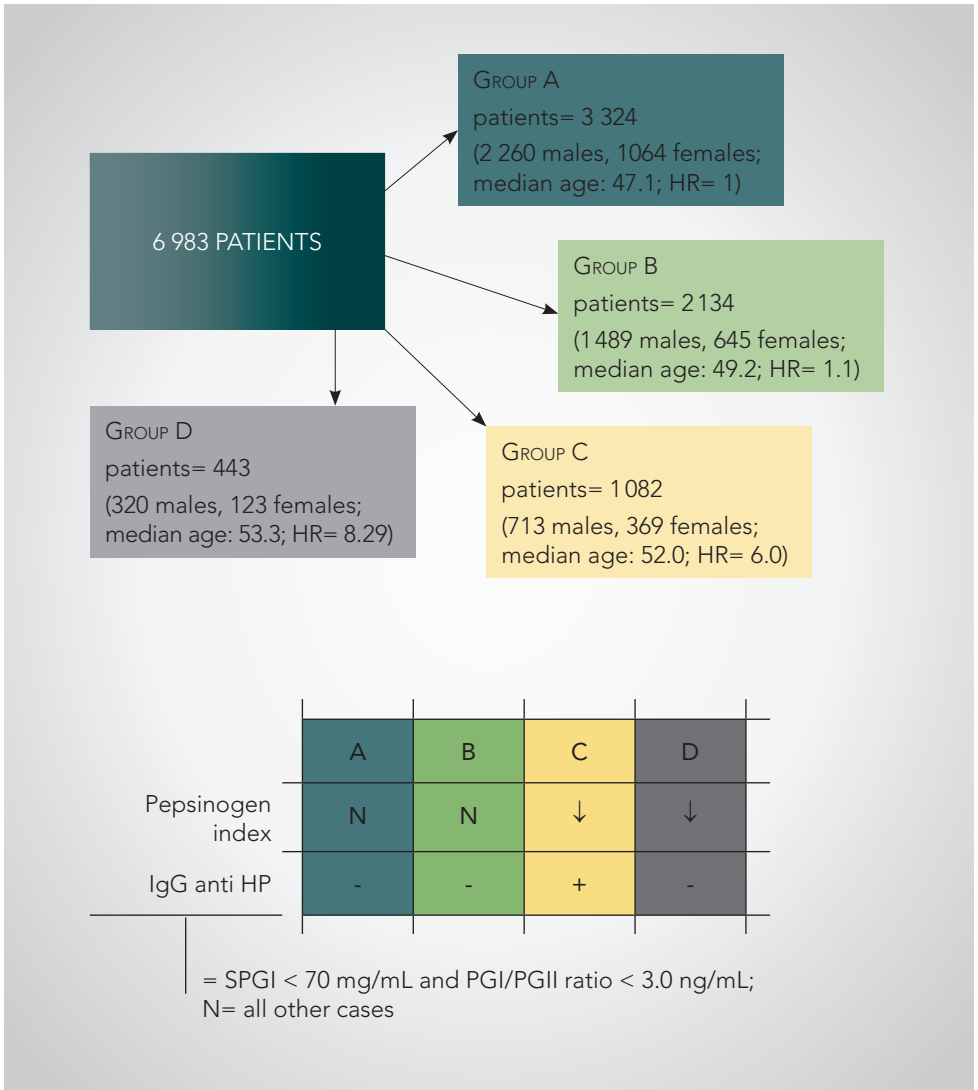 6 983 PATIENTS
GROUP A
patients= 3 324
(2 260 males, 1064 females;
median age: 47.1; HR= 1)
GROUP B
patients= 2 134
(1 489 males, 645 females;
median age: 49.2; HR= 1.1)
GROUP C
patients= 1 082
(713 males, 369 females;
median age: 52.0; HR= 6.0)
GROUP D
patients= 443
(320 males, 123 females;
median age: 53.3; HR= 8.29)
A B C D
Pepsinogen
index N N ↓ ↓
IgG anti HP - - + -
= SPGI < 70 mg/mL and PGI/PGII ratio < 3.0 ng/mL;
N= all other cases